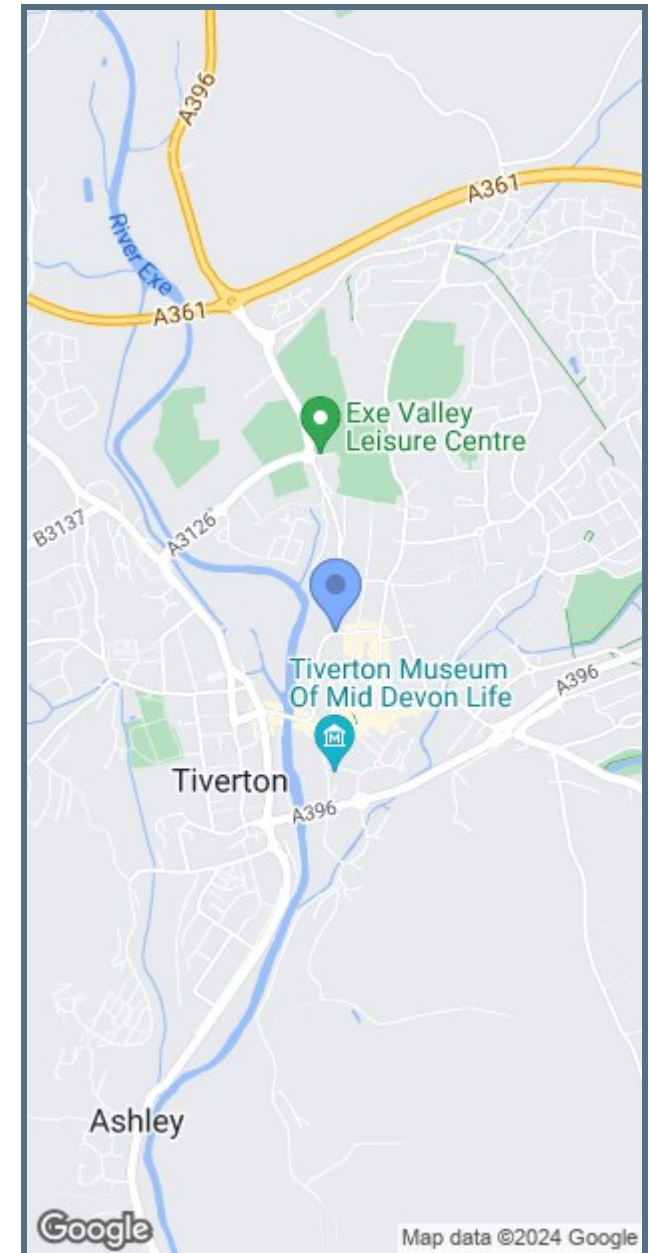 A396
A361
River Exe
A361
Exe Valley
Leisure Centre
B3137
A3126
Tiverton Museum
Of Mid Devon Life
A396
Tiverton
A396
Ashley
Google
Map data ©2024 Google